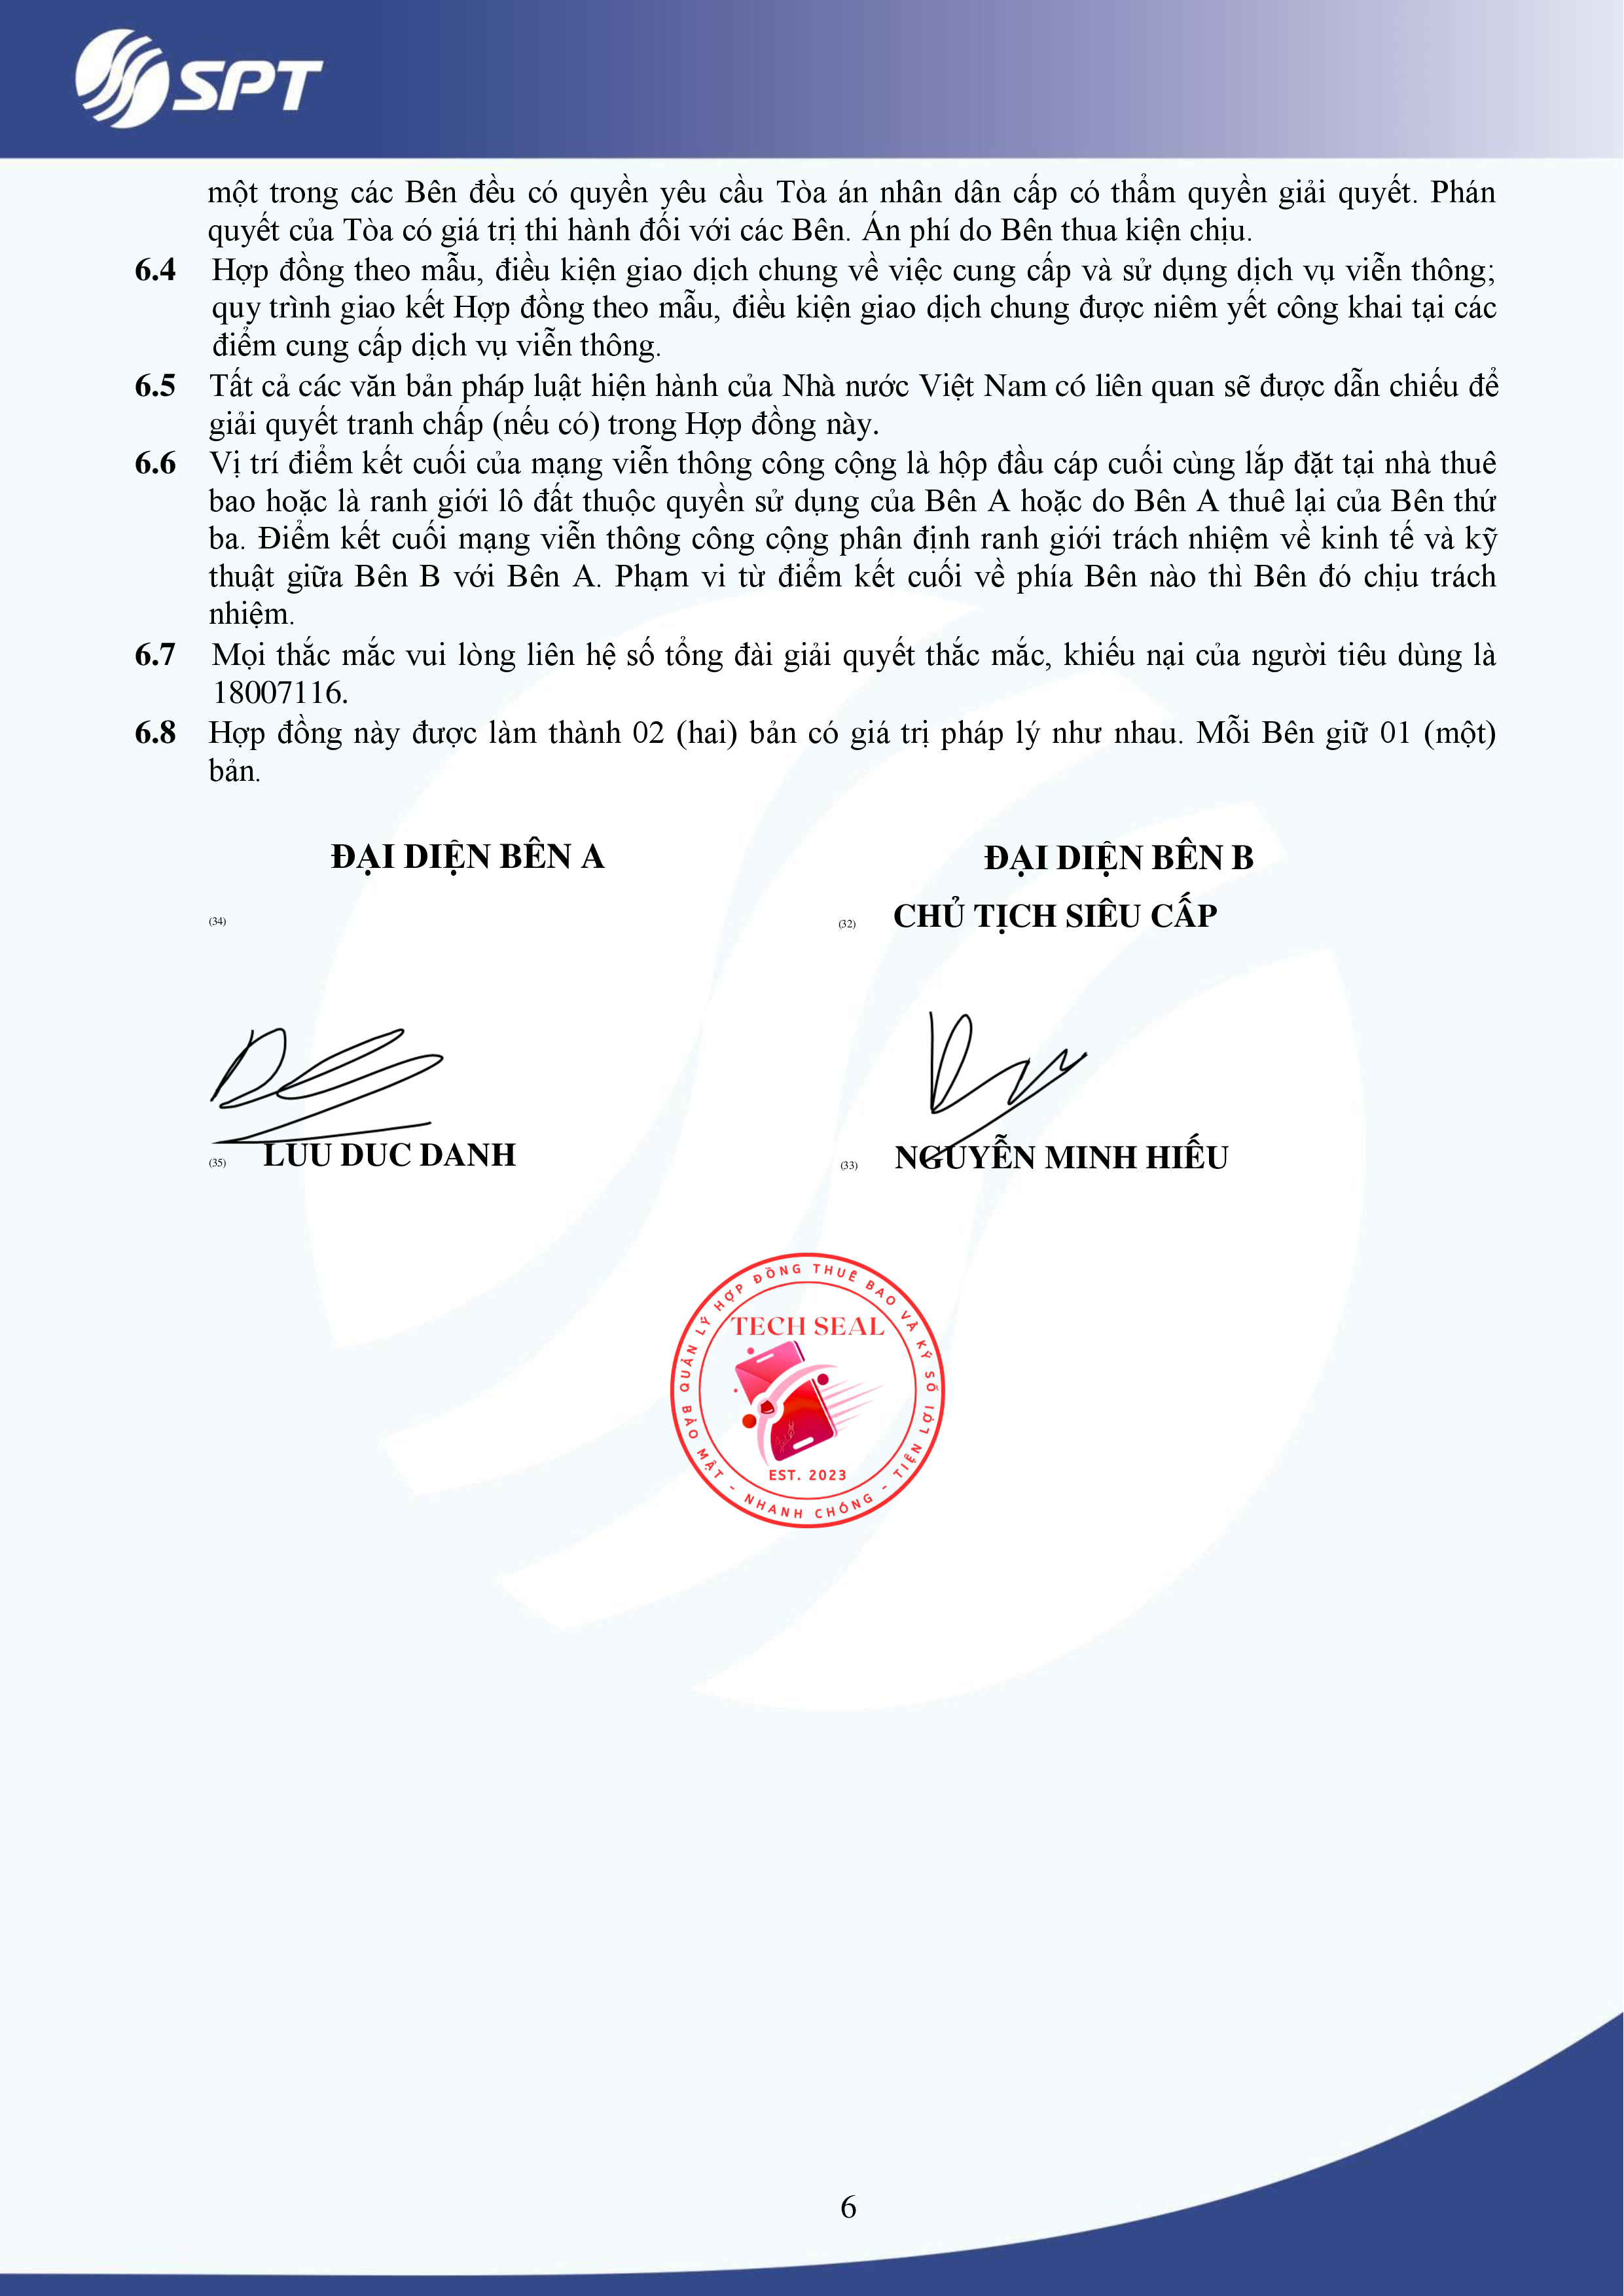 SPT
một trong các Bên đều có quyền yêu cầu Tòa án nhân dân cấp có thẩm quyền giải quyết. Phán
quyết của Tòa có giá trị thi hành đối với các Bên. Án phí do Bên thua kiện chịu.
6.4 Hợp đồng theo mẫu, điều kiện giao dịch chung về việc cung cấp và sử dụng dịch vụ viễn thông;
quy trình giao kết Hợp đồng theo mẫu, điều kiện giao dịch chung được niêm yết công khai tại các
điểm cung cấp dịch vụ viễn thông.
6.5 Tất cả các văn bản pháp luật hiện hành của Nhà nước Việt Nam có liên quan sẽ được dẫn chiếu để
giải quyết tranh chấp (nếu có) trong Hợp đồng này.
6.6 Vị trí điểm kết cuối của mạng viễn thông công cộng là hộp đầu cáp cuối cùng lắp đặt tại nhà thuê
bao hoặc là ranh giới lô đất thuộc quyền sử dụng của Bên A hoặc do Bên A thuê lại của Bên thứ
ba. Điểm kết cuối mạng viễn thông công cộng phân định ranh giới trách nhiệm về kinh tế và kỹ
thuật giữa Bên B với Bên A. Phạm vi từ điểm kết cuối về phía Bên nào thì Bên đó chịu trách
nhiệm.
6.7 Mọi thắc mắc vui lòng liên hệ số tổng đài giải quyết thắc mắc, khiếu nại của người tiêu dùng là
18007116.
6.8 Hợp đồng này được làm thành 02 (hai) bản có giá trị pháp lý như nhau. Mỗi Bên giữ 01 (một)
bản.
ĐẠI DIỆN BÊN A ĐẠI DIỆN BÊN B
(34) (32) CHỦ TỊCH SIÊU CẤP
(35) LUU DUC DANH (33) NGUYỄN MINH HIẾU
QUẢN LÝ HỢP ĐỒNG THUÊ BAO VÀ KÝ SỐ
TECH SEAL
EST. 2023
BẢO MẬT - NHANH CHÓNG - TIỆN LỢI
6